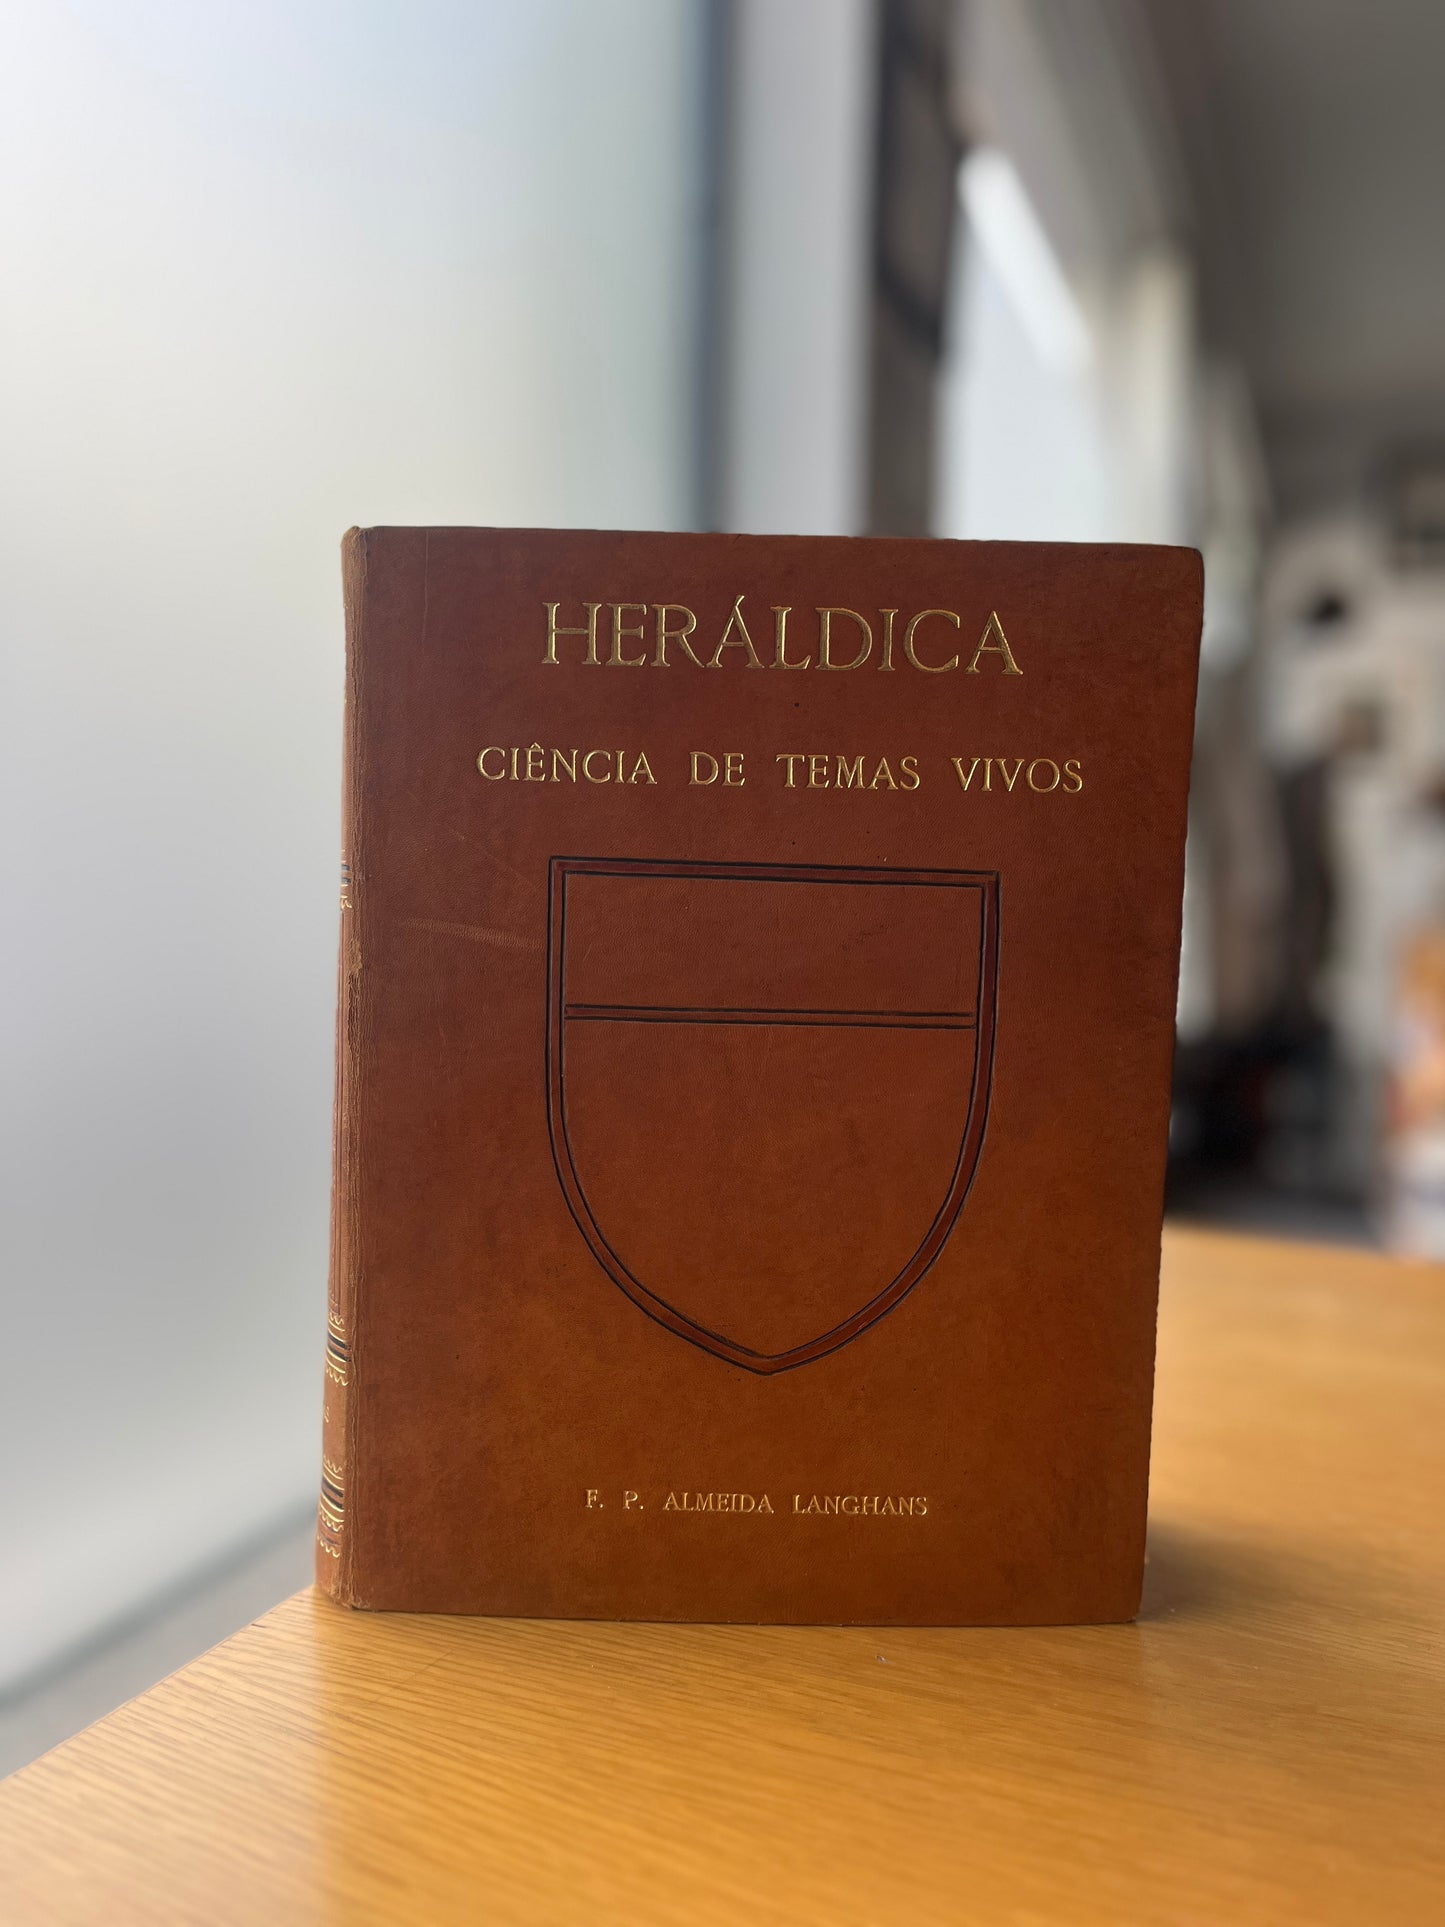 HERÁLDICA
CIÊNCIA DE TEMAS VIVOS
F. P. ALMEIDA LANGHANS